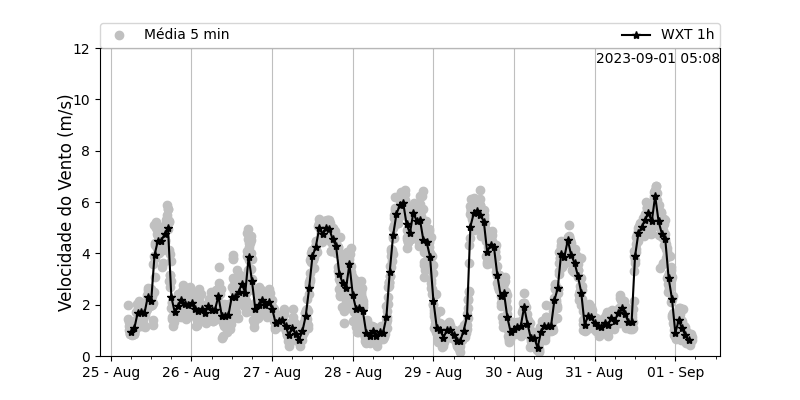 Média 5 min WXT 1h
2023-09-01 05:08
Velocidade do Vento (m/s)
12
10
8
6
4
2
0
25 - Aug 26 - Aug 27 - Aug 28 - Aug 29 - Aug 30 - Aug 31 - Aug 01 - Sep